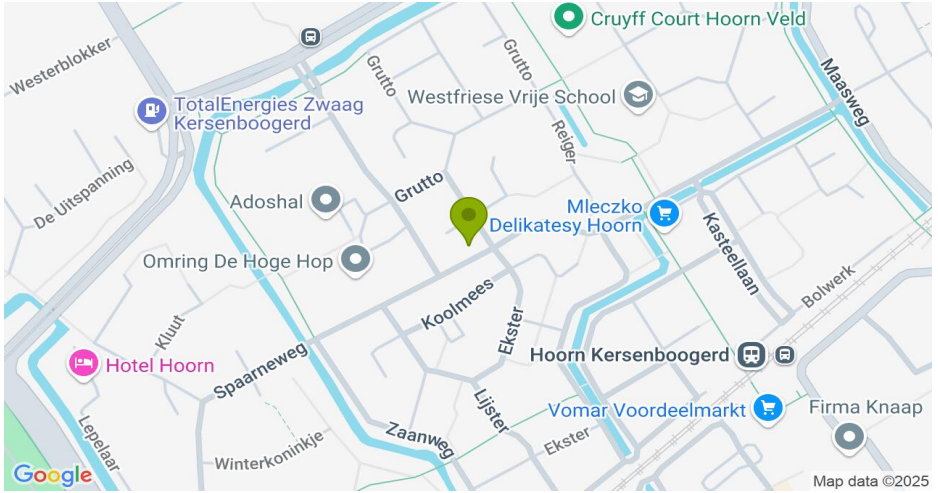 Cruyff Court Hoorn Veld
Westerblokker
Grutto
Grutto
Maasweg
TotalEnergies Zwaag
Kersenboogerd
Westfriese Vrije School
Reiger
De Uitspanning
Grutto
Adoshal
Mleczko
Delikatesy Hoorn
Kasteellaan
Omring De Hoge Hop
Bolwerk
Koolmees
Kluut
Ekster
Hoorn Kersenboogerd
Hotel Hoorn
Spaarneweg
Lijster
Vomar Voordeelmarkt
Firma Knaap
Lepelaar
Zaanweg
Ekster
Winterkoninkje
Google
Map data ©2025